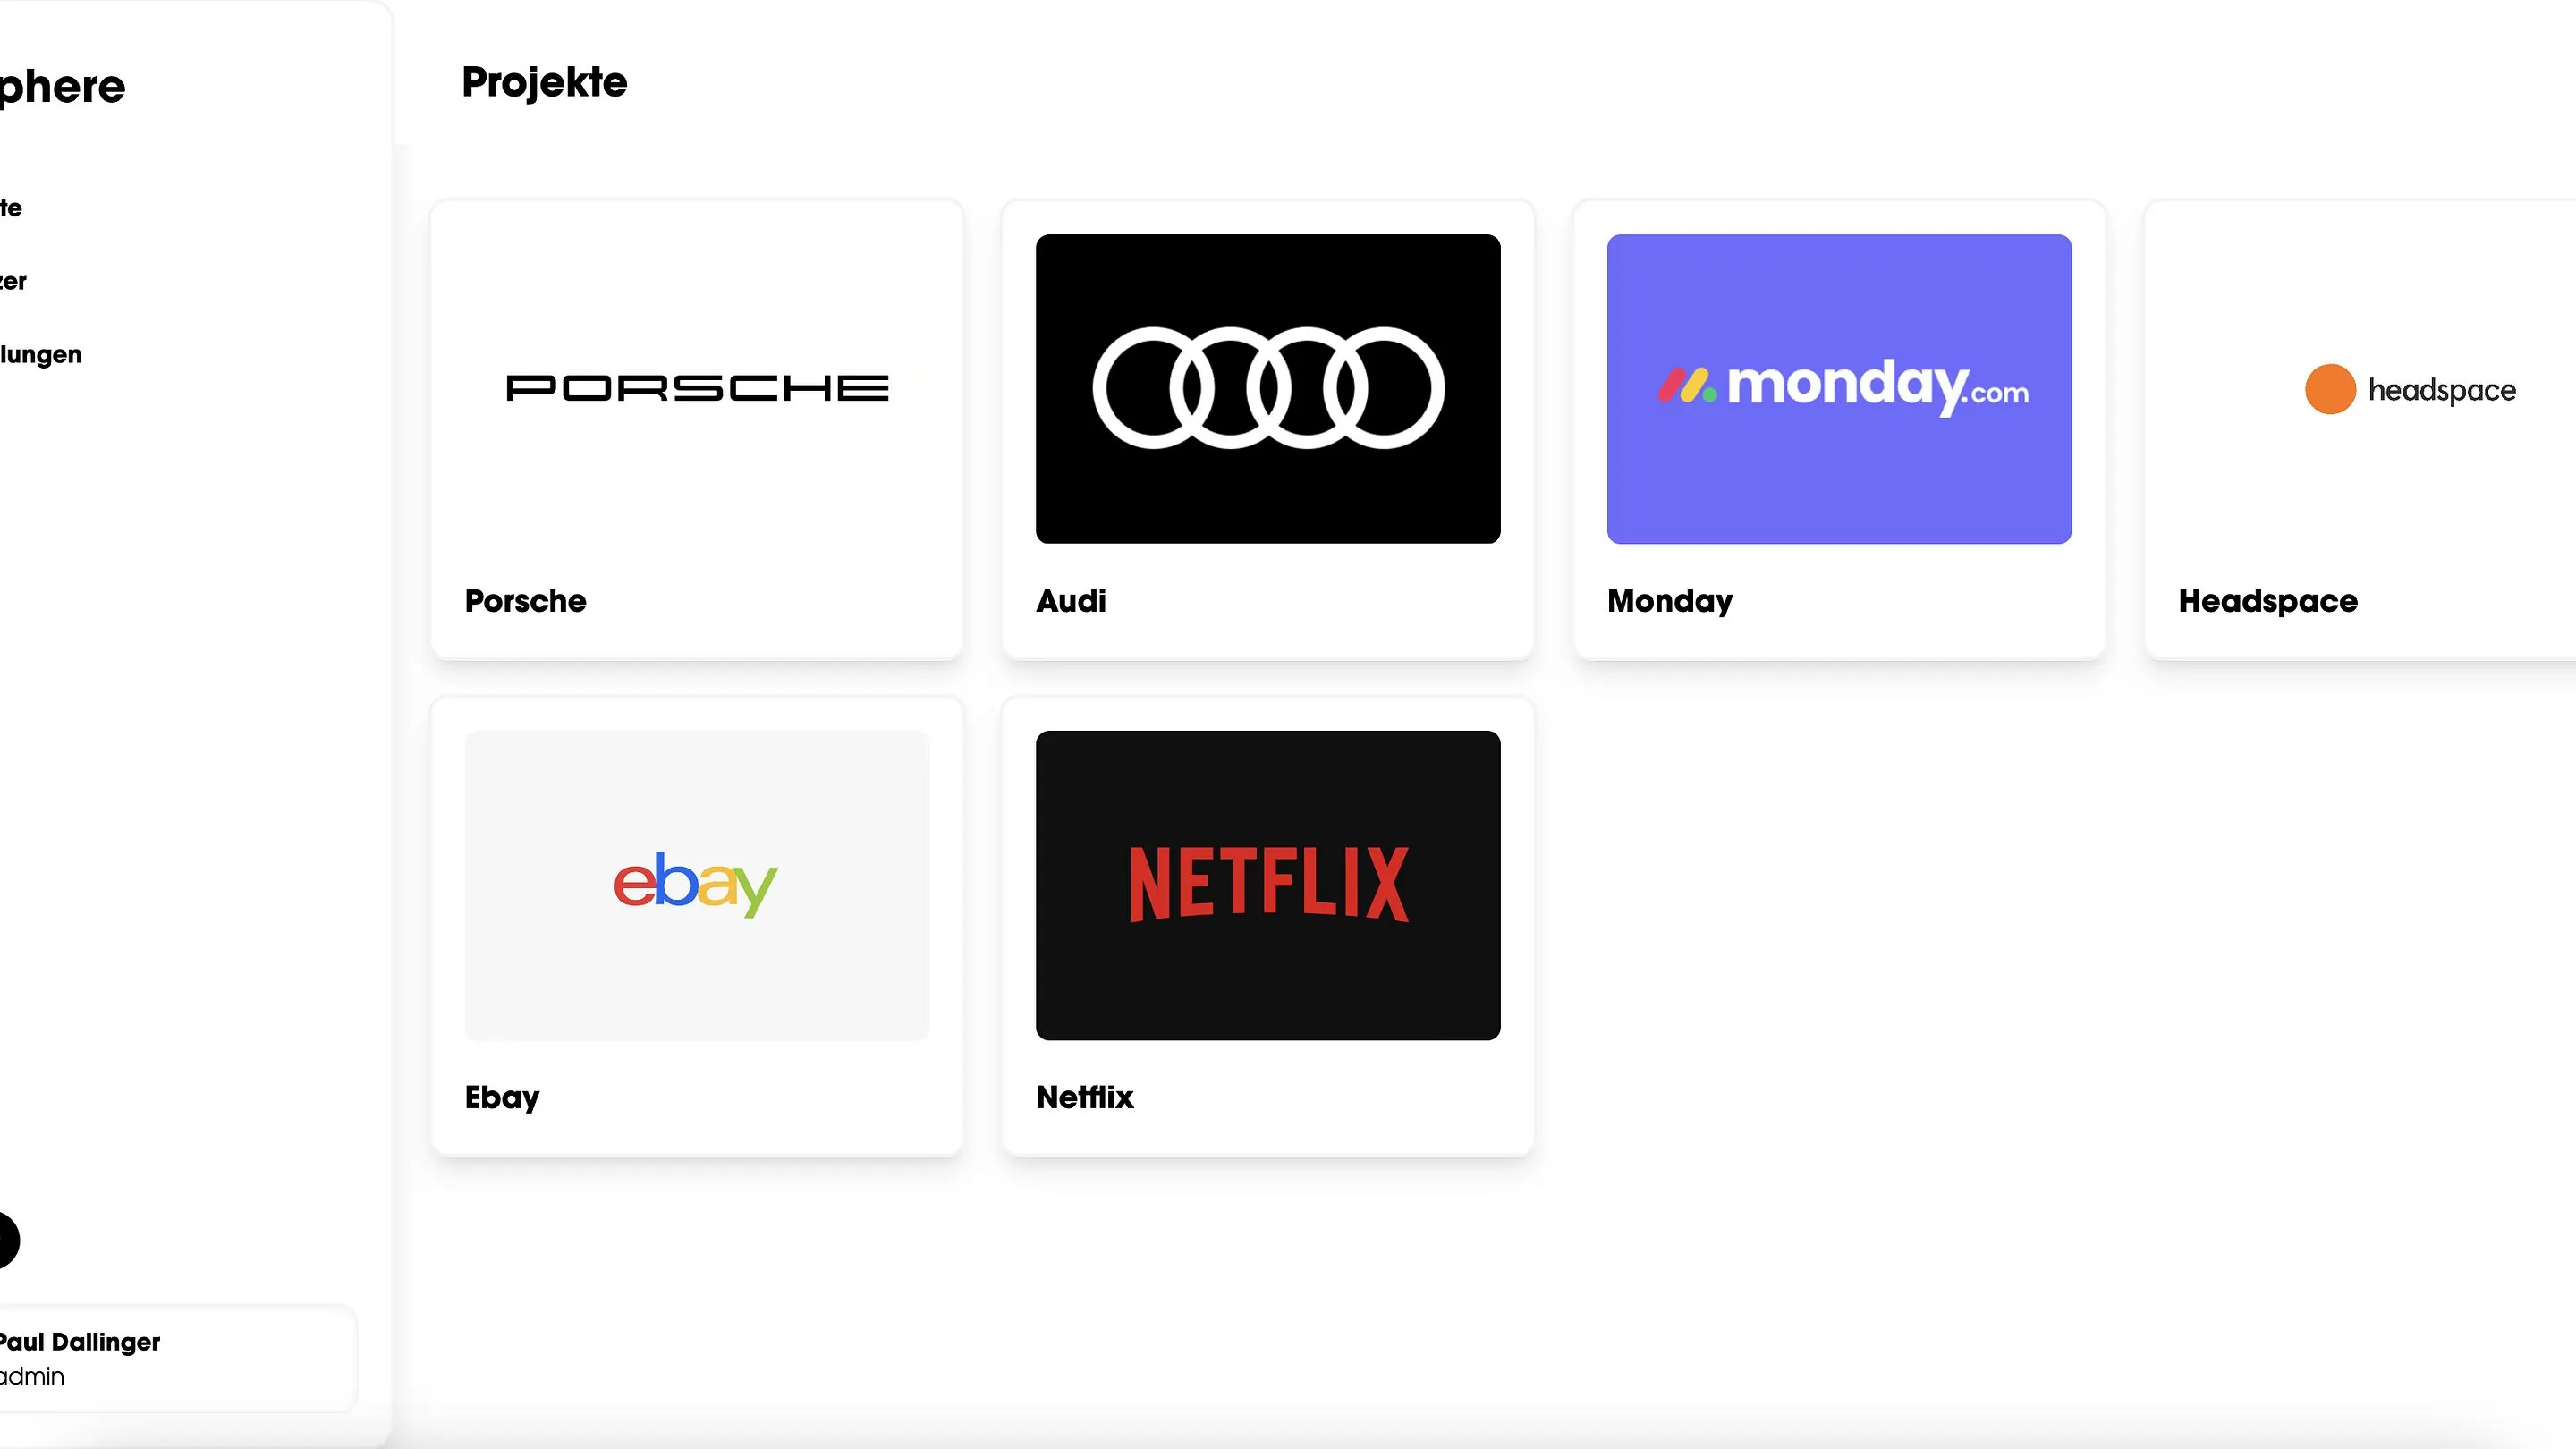 phere
Projekte
te
zer
lungen
PORSCHE
monday.com
headspace
Porsche
Audi
Monday
Headspace
ebay
NETFLIX
Ebay
Netflix
Paul Dallinger
admin